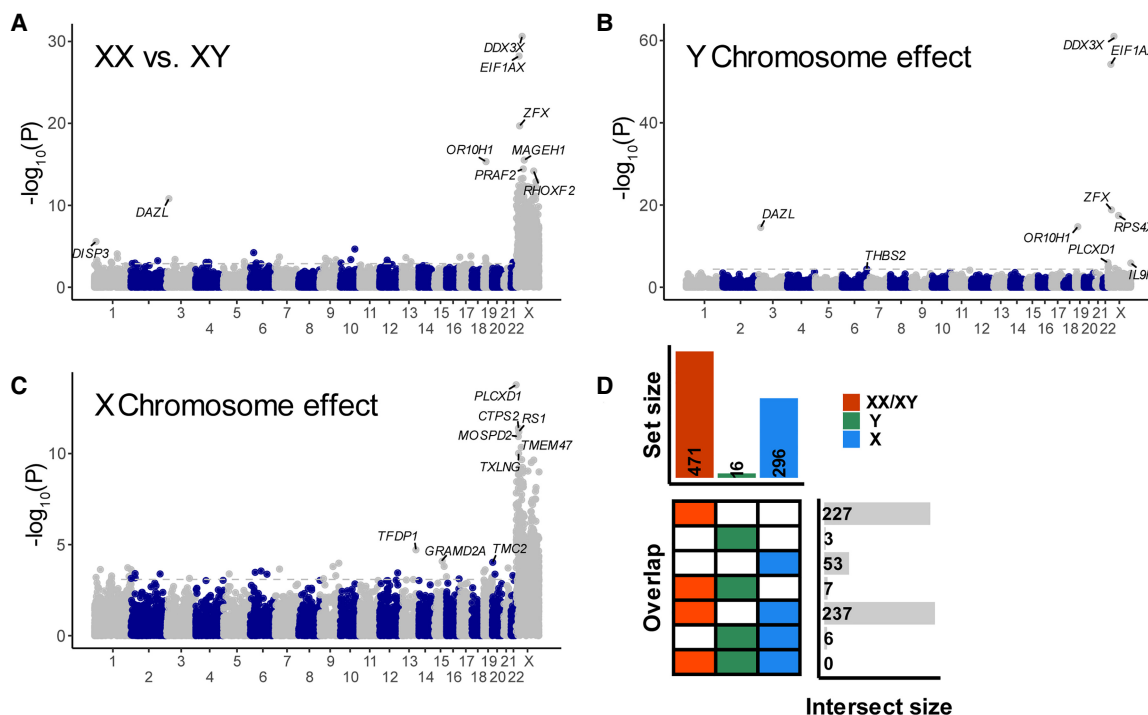 A
XX vs. XY
-log10(P)
30
20
10
0
DDX3X
EIF1AX
ZFX
OR10H1
MAGEH1
PRAF2
RHOXF2
DAZL
DISP3
1 3 5 6 7 8 9 11 13 15 17 19 21 X
2 4 10 12 14 16 18 20 22
B
Y Chromosome effect
-log10(P)
60
40
20
0
DDX3X
EIF1A
ZFX
RPS4X
DAZL
OR10H1
PLCXD1
THBS2
IL9R
1 3 5 7 9 11 13 15 17 19 21 X
2 4 6 8 10 12 14 16 18 20 22
C
X Chromosome effect
-log10(P)
10
5
0
PLCXD1
CTPS2
RS1
MOSPD2
TMEM47
TXLNG
TFDP1
GRAMD2A
TMC2
1 3 5 7 9 11 13 15 17 19 21 X
2 4 6 8 10 12 14 16 18 20 22
D
Set size
471
16
296
XX/XY
Y
X
Overlap
227
3
53
7
237
6
0
Intersect size